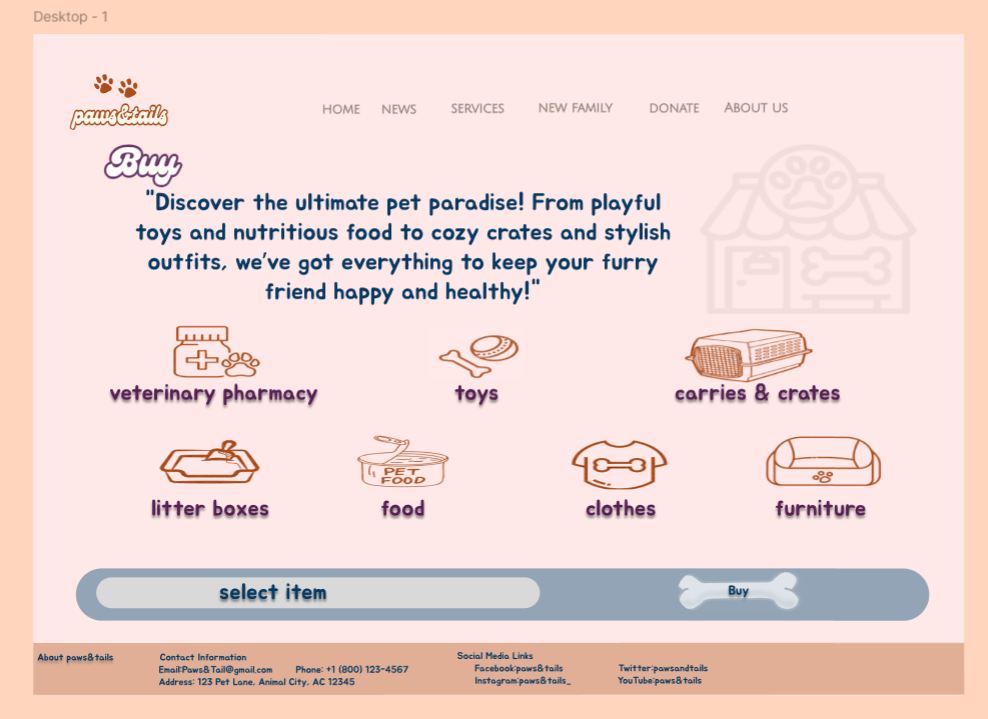 Desktop - 1
paws&tails
HOME NEWS SERVICES NEW FAMILY DONATE ABOUT US
Buy
"Discover the ultimate pet paradise! From playful
toys and nutritious food to cozy crates and stylish
outfits, we've got everything to keep your furry
friend happy and healthy!"
veterinary pharmacy toys carries & crates
PET
FOOD
litter boxes food clothes furniture
select item Buy
About paws&tails
Contact Information
Email:Paws&Tail@gmail.com Phone: +1 (800) 123-4567
Address: 123 Pet Lane, Animal City, AC 12345
Social Media Links
Facebook:paws&tails Twitter:pawsandtails
Instagram:paws&tails_ YouTube:paws&tails